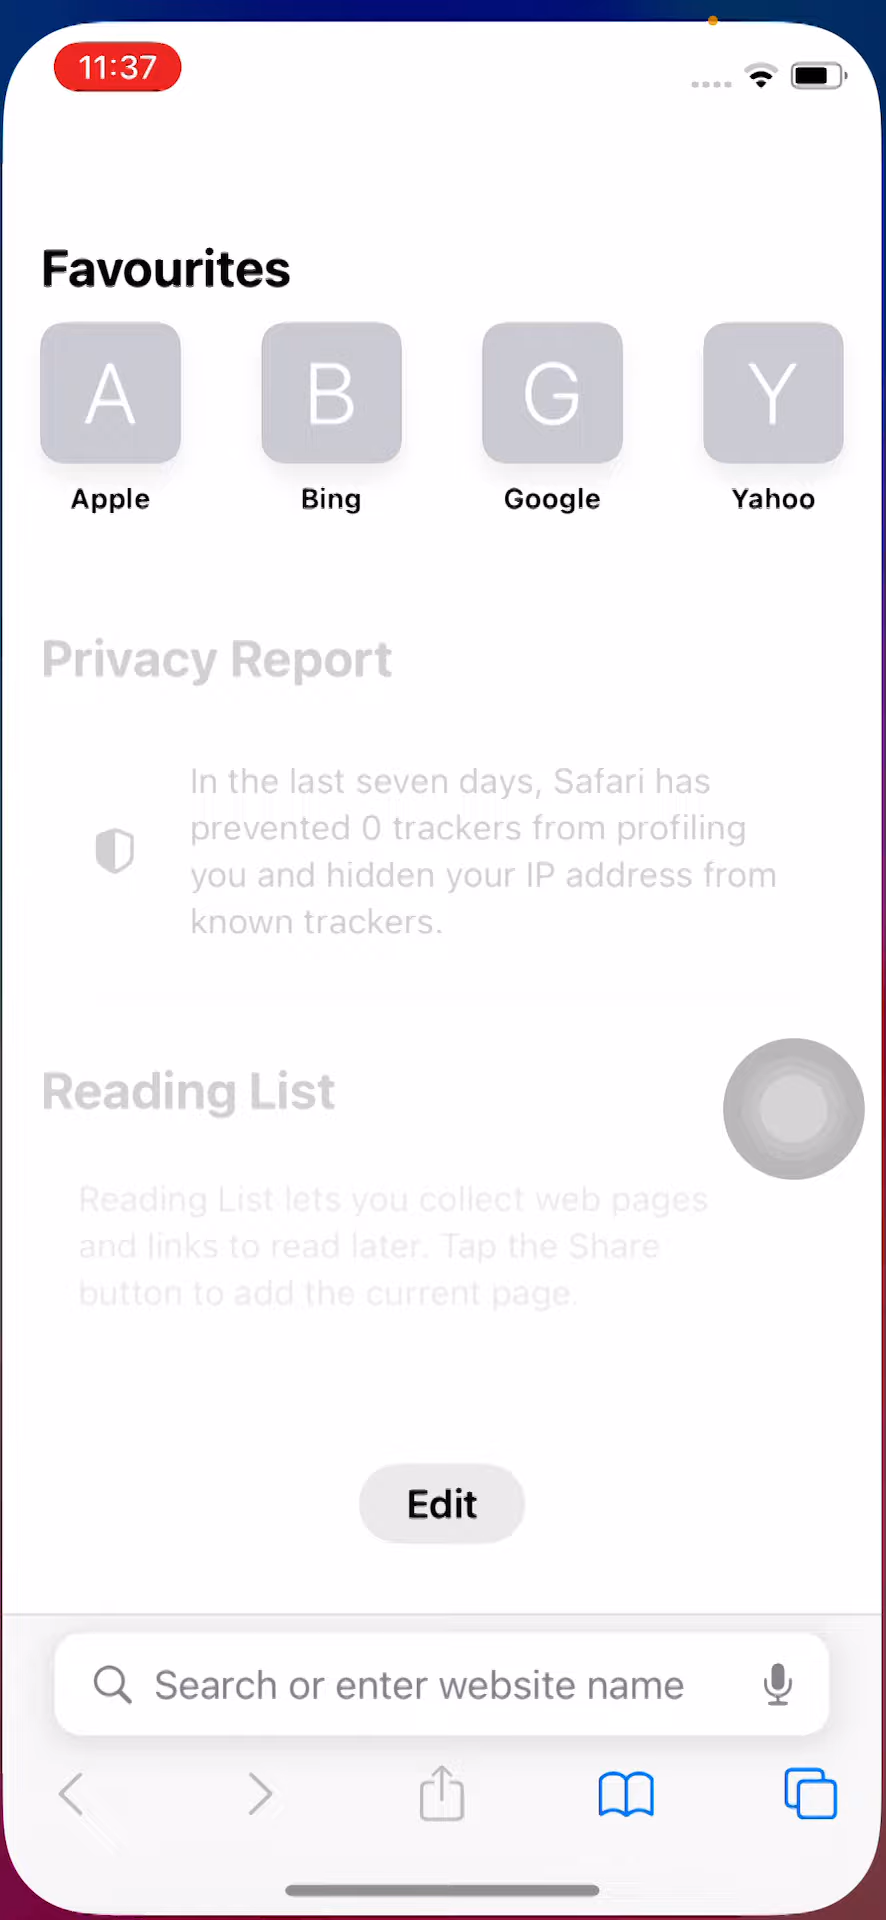 11:37
Favourites
A B G Y
Apple Bing Google Yahoo
Privacy Report
In the last seven days, Safari has
prevented 0 trackers from profiling
you and hidden your IP address from
known trackers.
Reading List
Reading List lets you collect web pages
and links to read later. Tap the Share
button to add the current page.
Edit
Search or enter website name